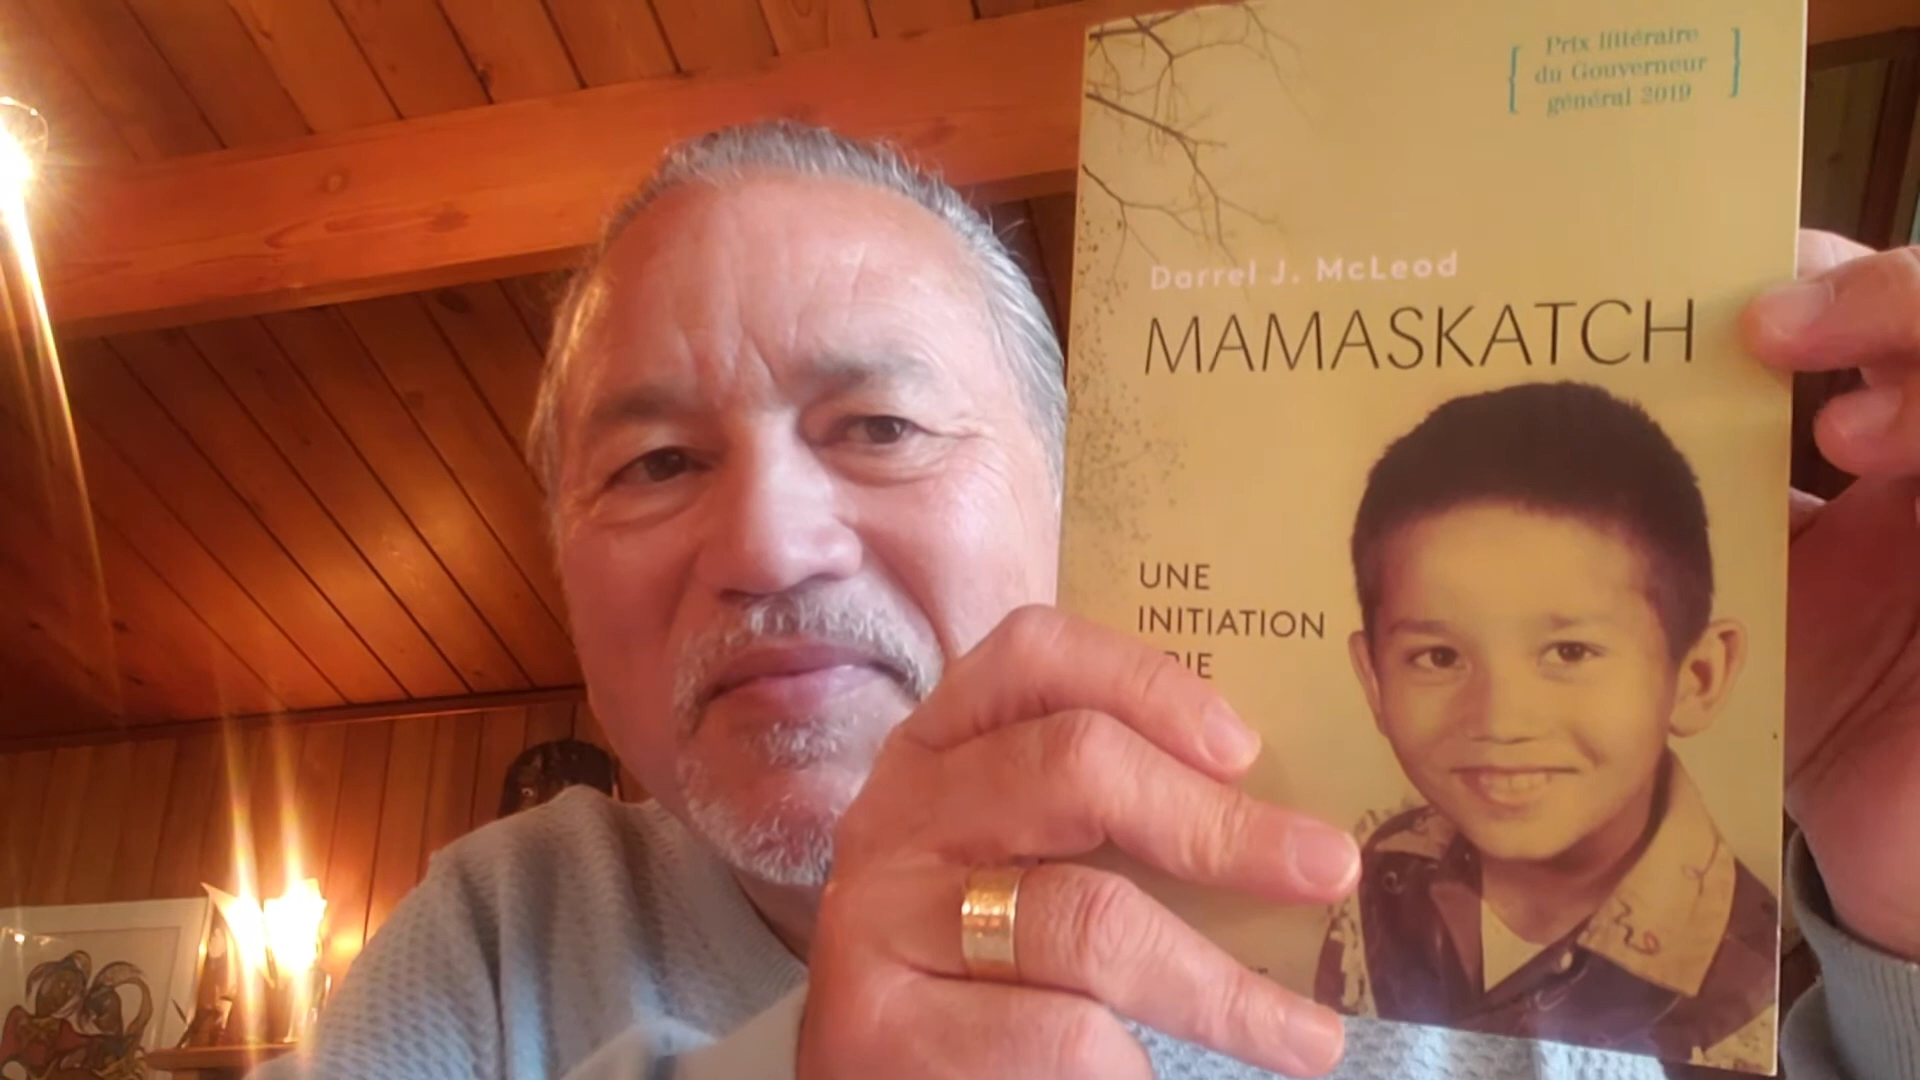 Prix littéraire
du Gouverneur
général 2019
Darrel J. McLeod
MAMASKATCH
UNE
INITIATION